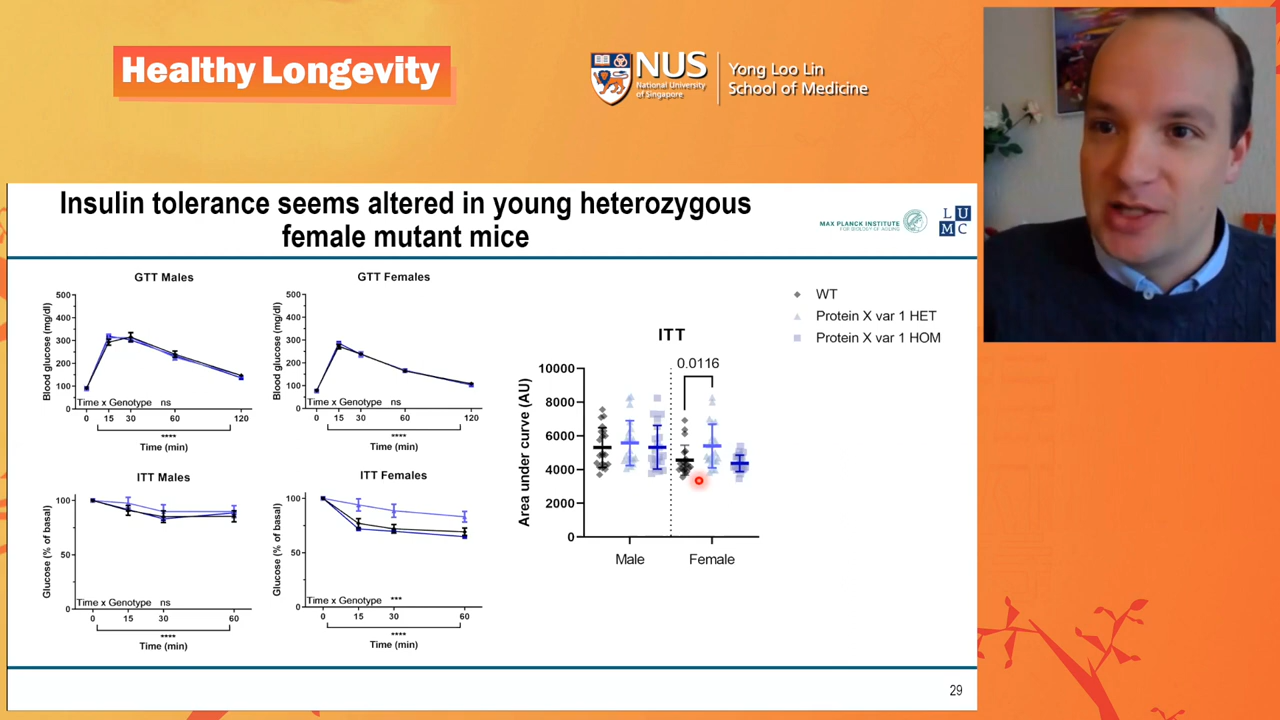 Healthy Longevity
NUS
National University
of Singapore
Yong Loo Lin
School of Medicine
Insulin tolerance seems altered in young heterozygous
female mutant mice
MAX PLANCK INSTITUTE
FOR BIOLOGY OF AGEING
L U
M C
GTT Males
Blood glucose (mg/dl)
500
400
300
200
100
0
Time x Genotype ns
0 15 30 60 120
****
Time (min)
GTT Females
Blood glucose (mg/dl)
500
400
300
200
100
0
Time x Genotype ns
0 15 30 60 120
****
Time (min)
ITT Males
Glucose (% of basal)
100
50
0
Time x Genotype ns
0 15 30 60
****
Time (min)
ITT Females
Glucose (% of basal)
100
50
0
Time x Genotype ***
0 15 30 60
****
Time (min)
WT
Protein X var 1 HET
Protein X var 1 HOM
ITT
0.0116
Area under curve (AU)
10000
8000
6000
4000
2000
0
Male Female
29